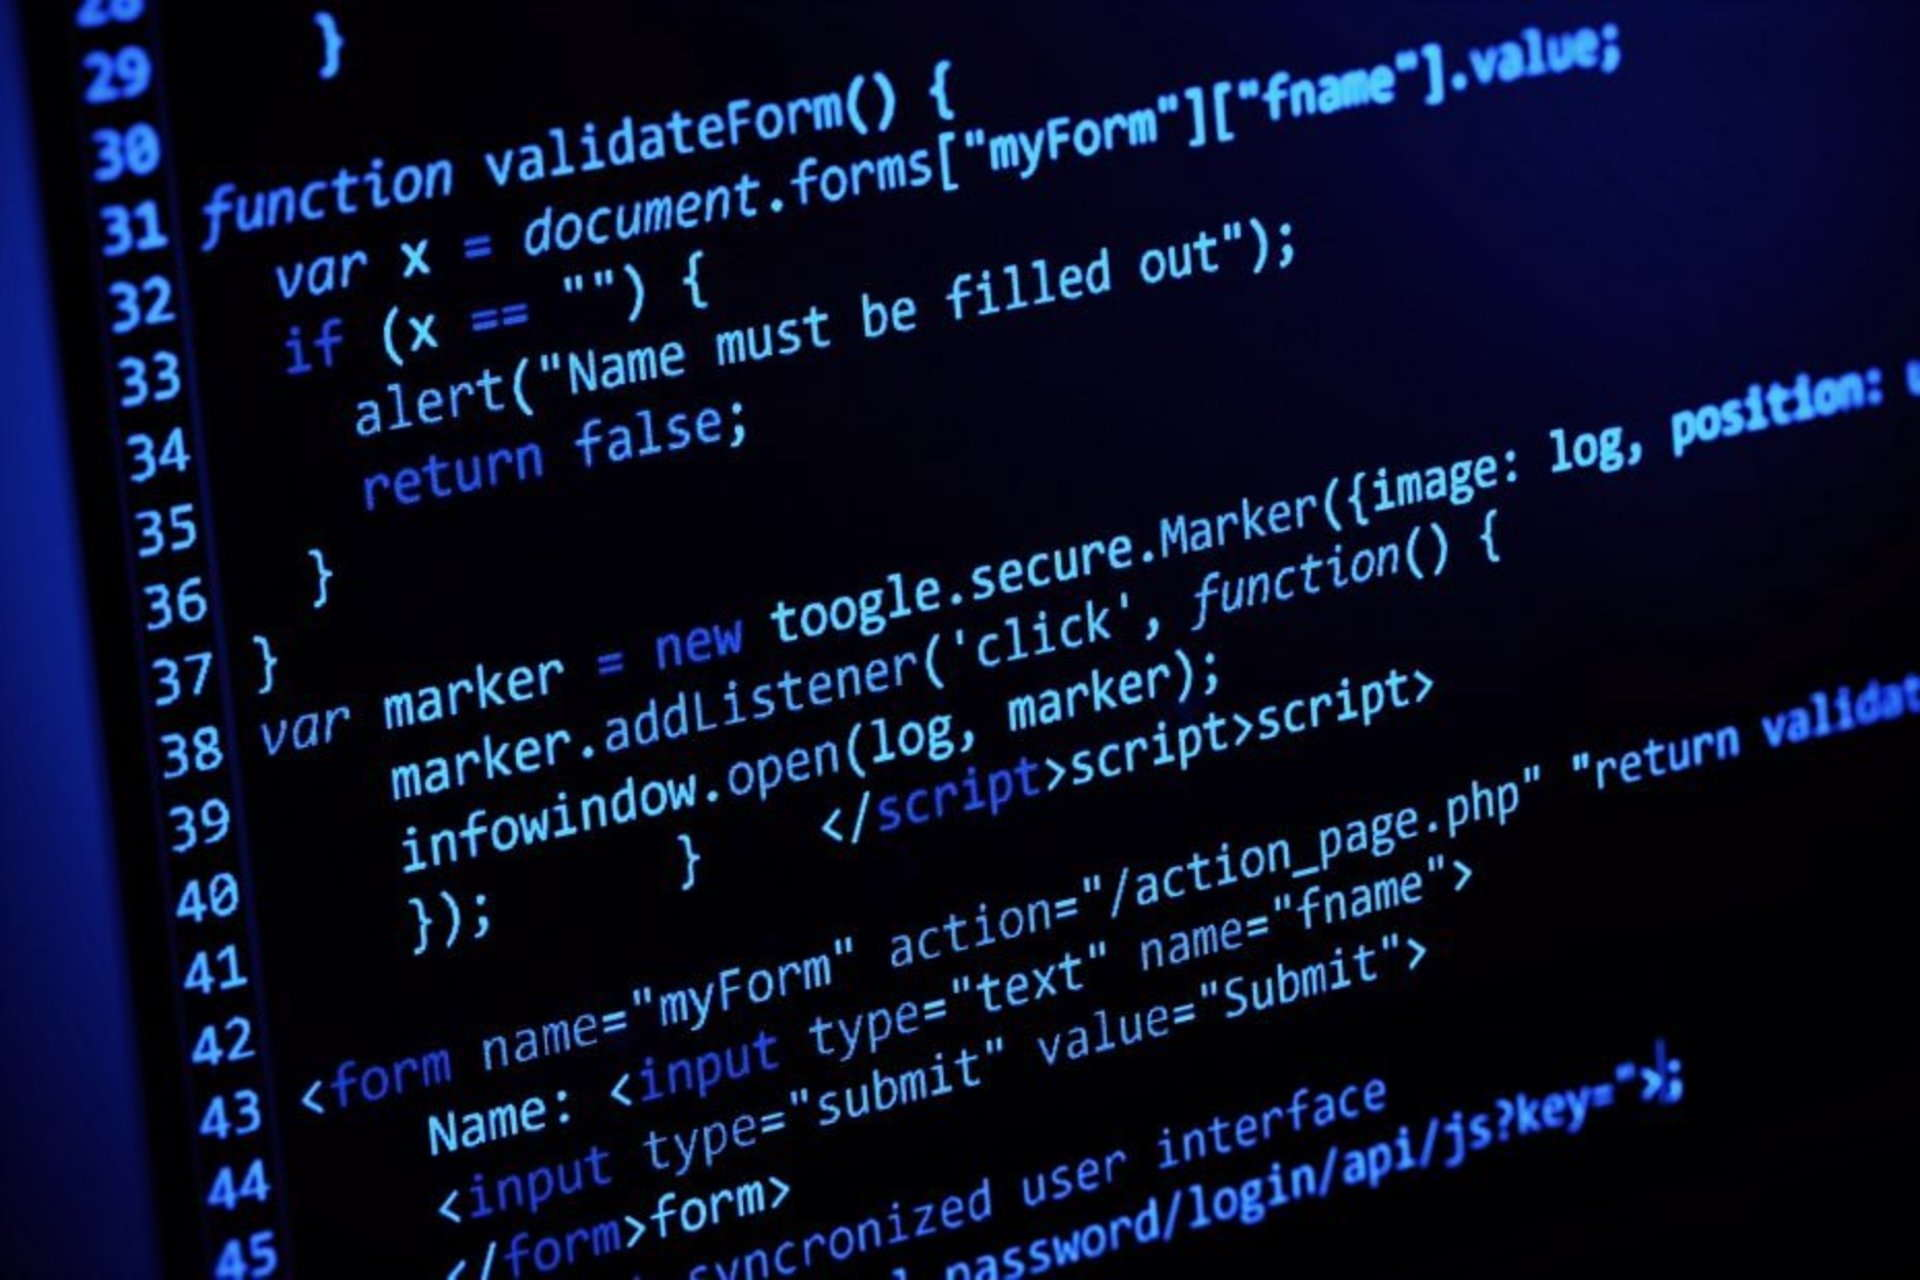 28
29 }
30
31 function validateForm() {
32 var x = document.forms["myForm"]["fname"].value;
33 if (x == "") {
34 alert("Name must be filled out");
35 return false;
36 }
37 }
38 var marker = new toogle.secure.Marker({image: log, position:
39 marker.addListener('click', function() {
40 infowindow.open(log, marker);
41 }); } </script>script>script>
42
43 <form name="myForm" action="/action_page.php" "return validat
44 Name: <input type="text" name="fname">
45 <input type="submit" value="Submit">
</form>form>
syncronized user interface
password/login/api/js?key=">;